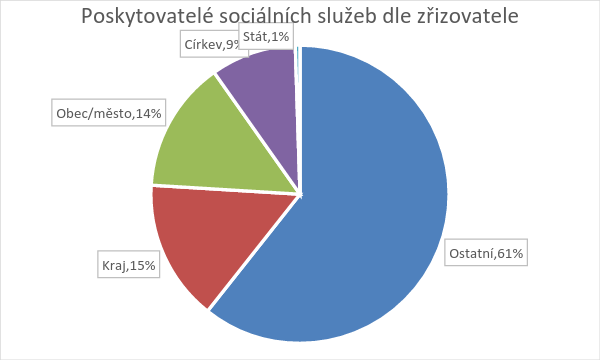 Poskytovatelé sociálních služeb dle zřizovatele
Stát,1%
Církev,9%
Obec/město,14%
Ostatní,61%
Kraj,15%